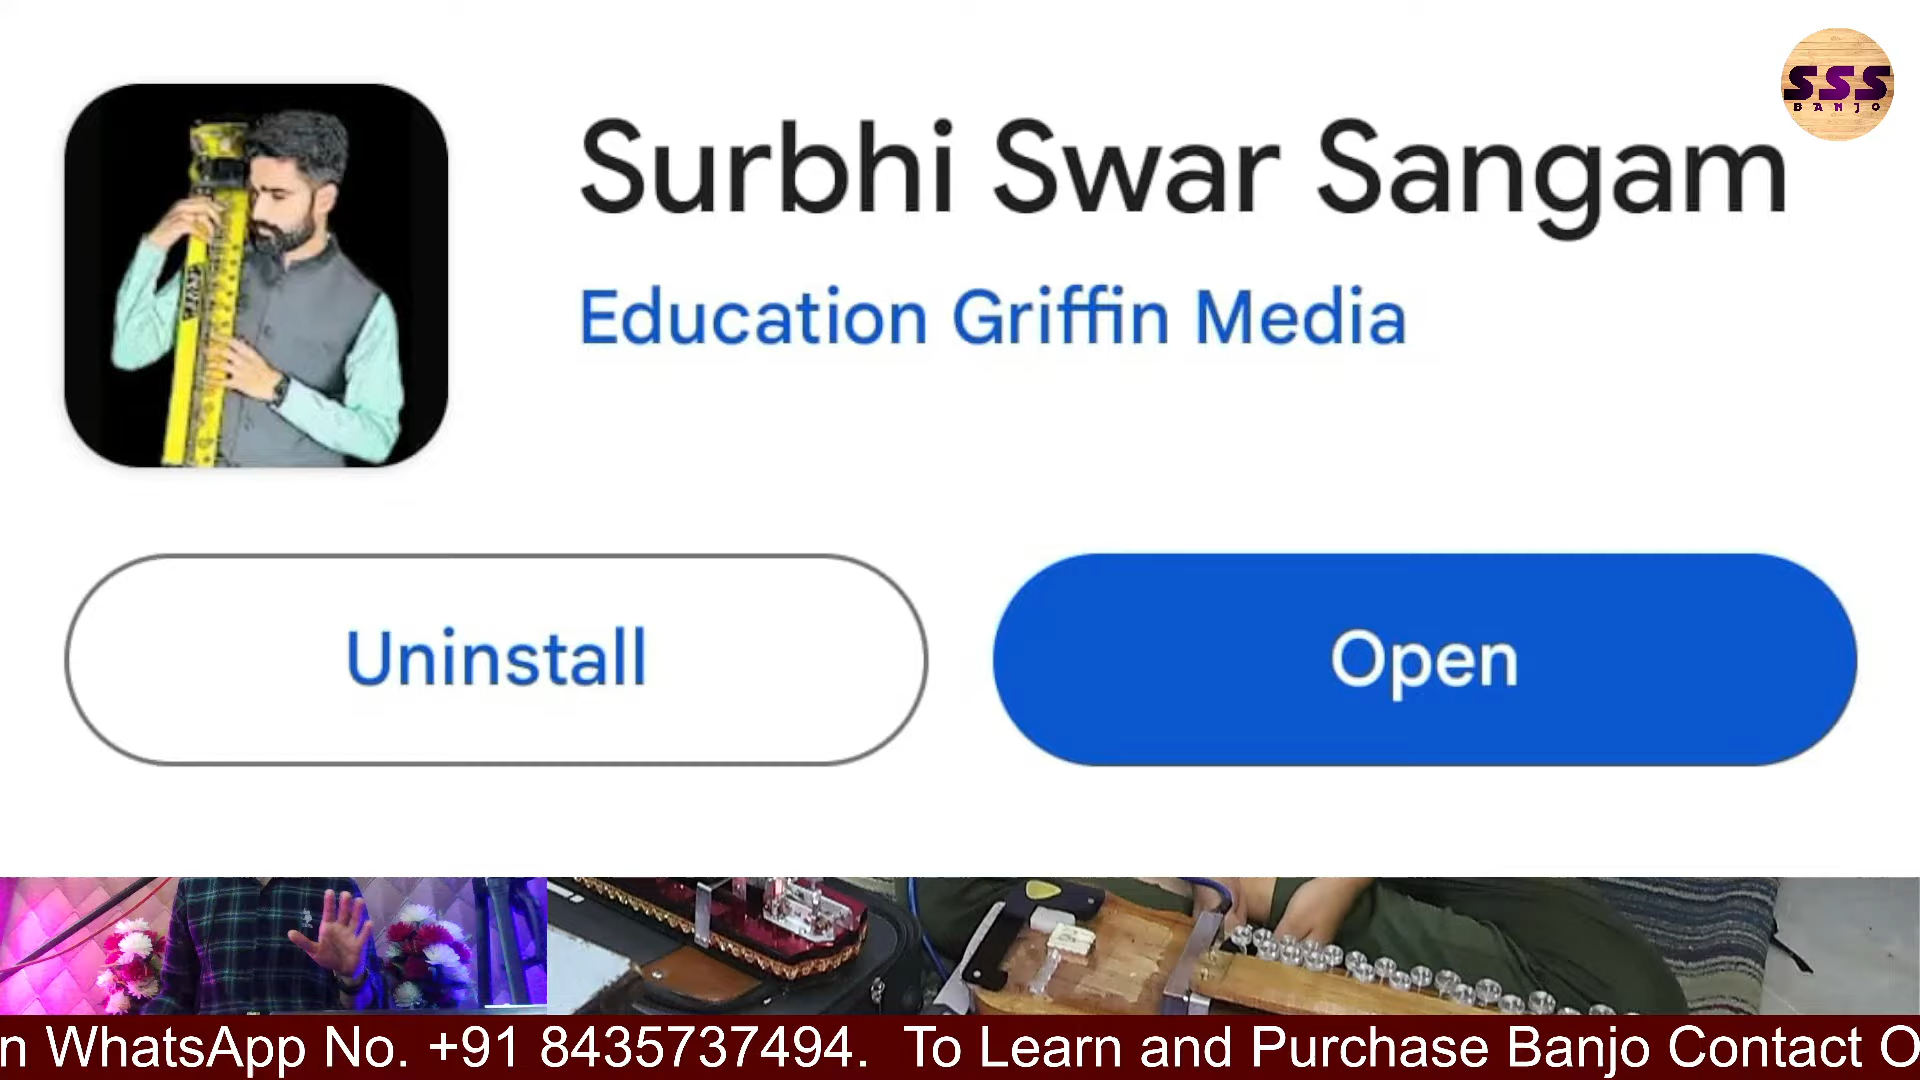 SSS
BANJO
Surbhi Swar Sangam
Education Griffin Media
Uninstall
Open
n WhatsApp No. +91 8435737494. To Learn and Purchase Banjo Contact O